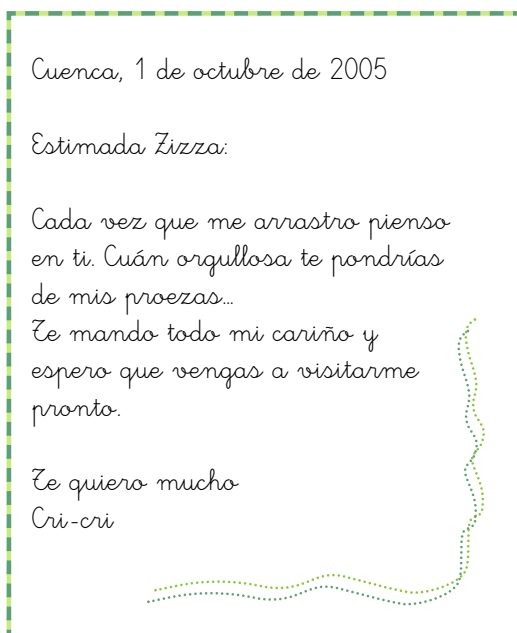 Cuenca, 1 de octubre de 2005
Estimada Zizza:
Cada vez que me arrastro pienso
en ti. Cuán orgullosa te pondrías
de mis proezas...
Te mando todo mi cariño y
espero que vengas a visitarme
pronto.
Te quiero mucho
Cri-cri